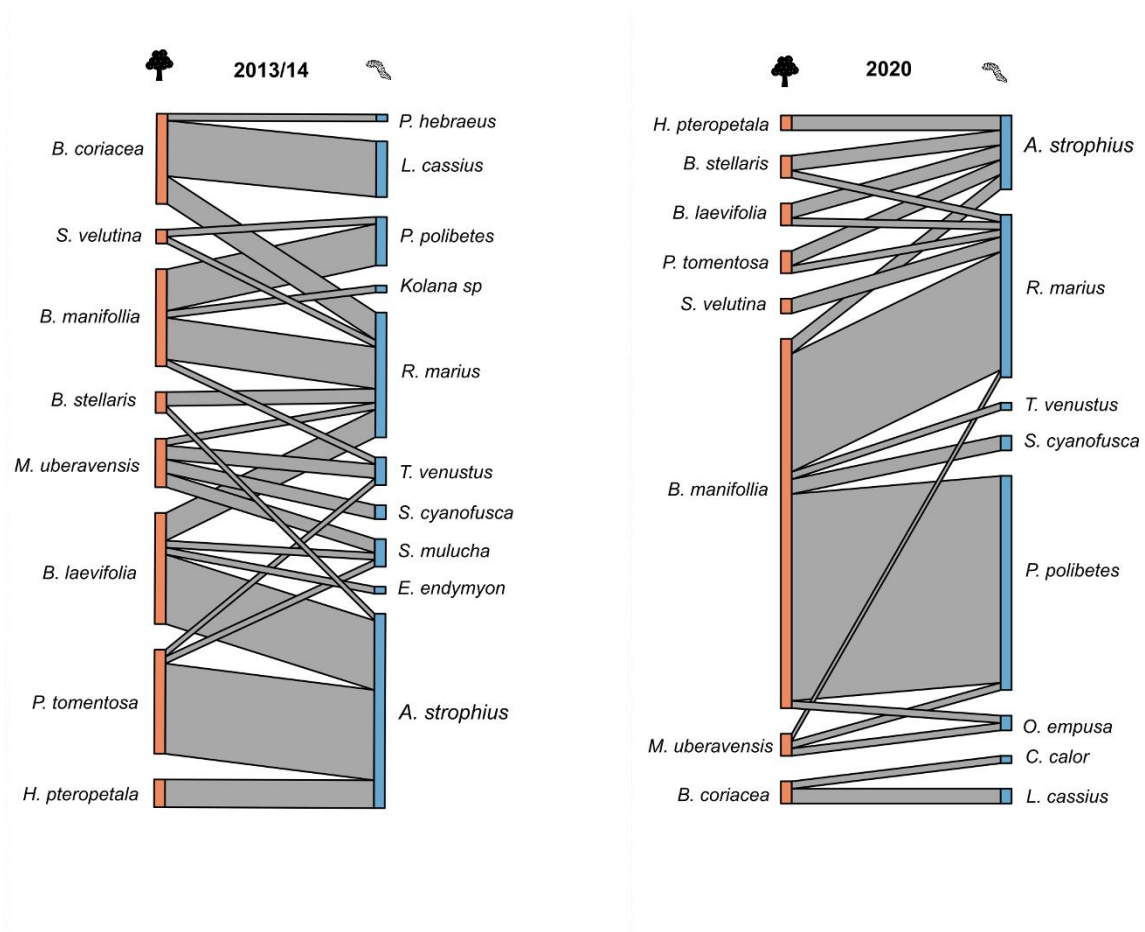 2013/14
B. coriacea
S. velutina
B. manifollia
B. stellaris
M. uberavensis
B. laevifolia
P. tomentosa
H. pteropetala
P. hebraeus
L. cassius
P. polibetes
Kolana sp
R. marius
T. venustus
S. cyanofusca
S. mulucha
E. endymyon
A. strophius
2020
H. pteropetala
B. stellaris
B. laevifolia
P. tomentosa
S. velutina
B. manifollia
M. uberavensis
B. coriacea
A. strophius
R. marius
T. venustus
S. cyanofusca
P. polibetes
O. empusa
C. calor
L. cassius